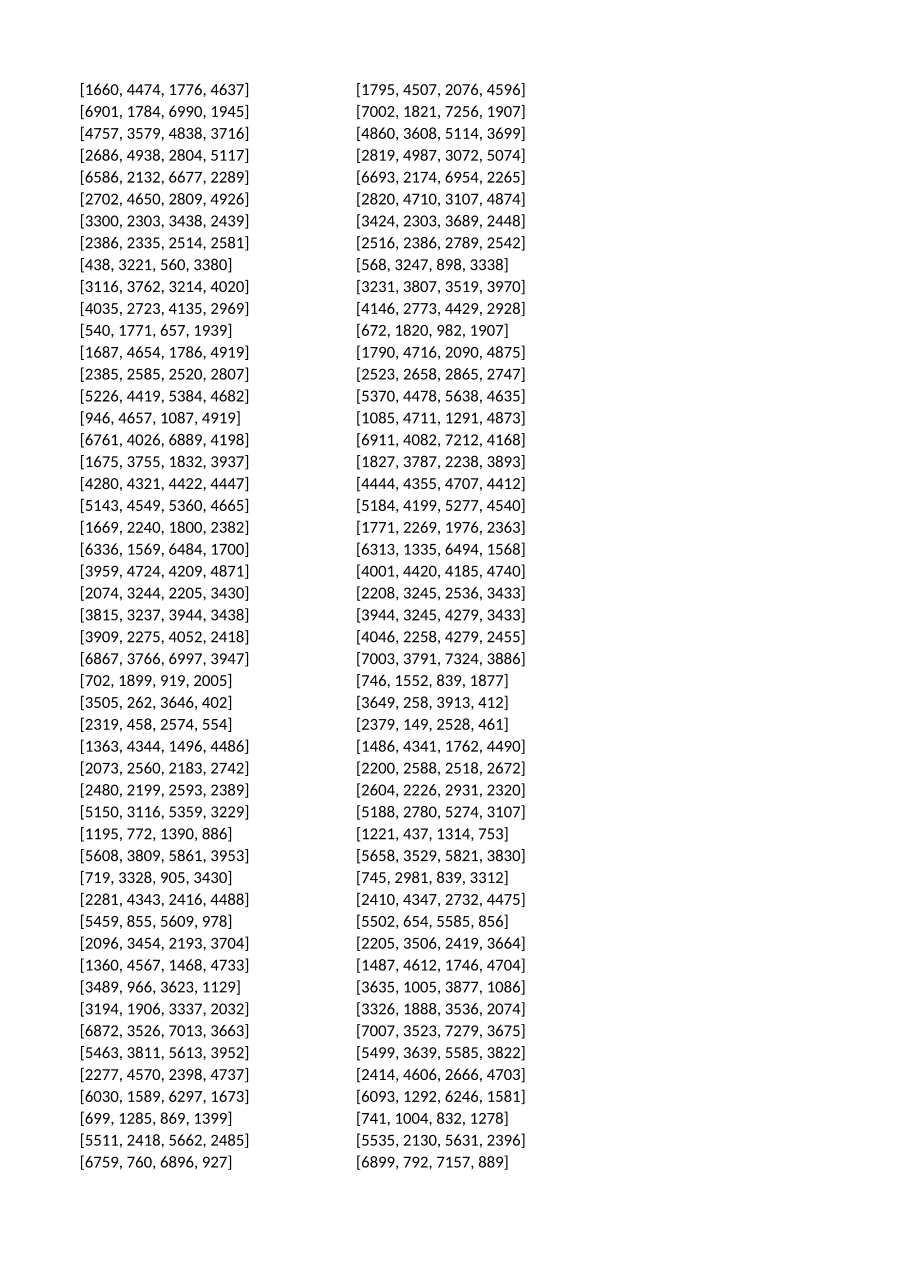 [1660, 4474, 1776, 4637] [1795, 4507, 2076, 4596]
[6901, 1784, 6990, 1945] [7002, 1821, 7256, 1907]
[4757, 3579, 4838, 3716] [4860, 3608, 5114, 3699]
[2686, 4938, 2804, 5117] [2819, 4987, 3072, 5074]
[6586, 2132, 6677, 2289] [6693, 2174, 6954, 2265]
[2702, 4650, 2809, 4926] [2820, 4710, 3107, 4874]
[3300, 2303, 3438, 2439] [3424, 2303, 3689, 2448]
[2386, 2335, 2514, 2581] [2516, 2386, 2789, 2542]
[438, 3221, 560, 3380] [568, 3247, 898, 3338]
[3116, 3762, 3214, 4020] [3231, 3807, 3519, 3970]
[4035, 2723, 4135, 2969] [4146, 2773, 4429, 2928]
[540, 1771, 657, 1939] [672, 1820, 982, 1907]
[1687, 4654, 1786, 4919] [1790, 4716, 2090, 4875]
[2385, 2585, 2520, 2807] [2523, 2658, 2865, 2747]
[5226, 4419, 5384, 4682] [5370, 4478, 5638, 4635]
[946, 4657, 1087, 4919] [1085, 4711, 1291, 4873]
[6761, 4026, 6889, 4198] [6911, 4082, 7212, 4168]
[1675, 3755, 1832, 3937] [1827, 3787, 2238, 3893]
[4280, 4321, 4422, 4447] [4444, 4355, 4707, 4412]
[5143, 4549, 5360, 4665] [5184, 4199, 5277, 4540]
[1669, 2240, 1800, 2382] [1771, 2269, 1976, 2363]
[6336, 1569, 6484, 1700] [6313, 1335, 6494, 1568]
[3959, 4724, 4209, 4871] [4001, 4420, 4185, 4740]
[2074, 3244, 2205, 3430] [2208, 3245, 2536, 3433]
[3815, 3237, 3944, 3438] [3944, 3245, 4279, 3433]
[3909, 2275, 4052, 2418] [4046, 2258, 4279, 2455]
[6867, 3766, 6997, 3947] [7003, 3791, 7324, 3886]
[702, 1899, 919, 2005] [746, 1552, 839, 1877]
[3505, 262, 3646, 402] [3649, 258, 3913, 412]
[2319, 458, 2574, 554] [2379, 149, 2528, 461]
[1363, 4344, 1496, 4486] [1486, 4341, 1762, 4490]
[2073, 2560, 2183, 2742] [2200, 2588, 2518, 2672]
[2480, 2199, 2593, 2389] [2604, 2226, 2931, 2320]
[5150, 3116, 5359, 3229] [5188, 2780, 5274, 3107]
[1195, 772, 1390, 886] [1221, 437, 1314, 753]
[5608, 3809, 5861, 3953] [5658, 3529, 5821, 3830]
[719, 3328, 905, 3430] [745, 2981, 839, 3312]
[2281, 4343, 2416, 4488] [2410, 4347, 2732, 4475]
[5459, 855, 5609, 978] [5502, 654, 5585, 856]
[2096, 3454, 2193, 3704] [2205, 3506, 2419, 3664]
[1360, 4567, 1468, 4733] [1487, 4612, 1746, 4704]
[3489, 966, 3623, 1129] [3635, 1005, 3877, 1086]
[3194, 1906, 3337, 2032] [3326, 1888, 3536, 2074]
[6872, 3526, 7013, 3663] [7007, 3523, 7279, 3675]
[5463, 3811, 5613, 3952] [5499, 3639, 5585, 3822]
[2277, 4570, 2398, 4737] [2414, 4606, 2666, 4703]
[6030, 1589, 6297, 1673] [6093, 1292, 6246, 1581]
[699, 1285, 869, 1399] [741, 1004, 832, 1278]
[5511, 2418, 5662, 2485] [5535, 2130, 5631, 2396]
[6759, 760, 6896, 927] [6899, 792, 7157, 889]